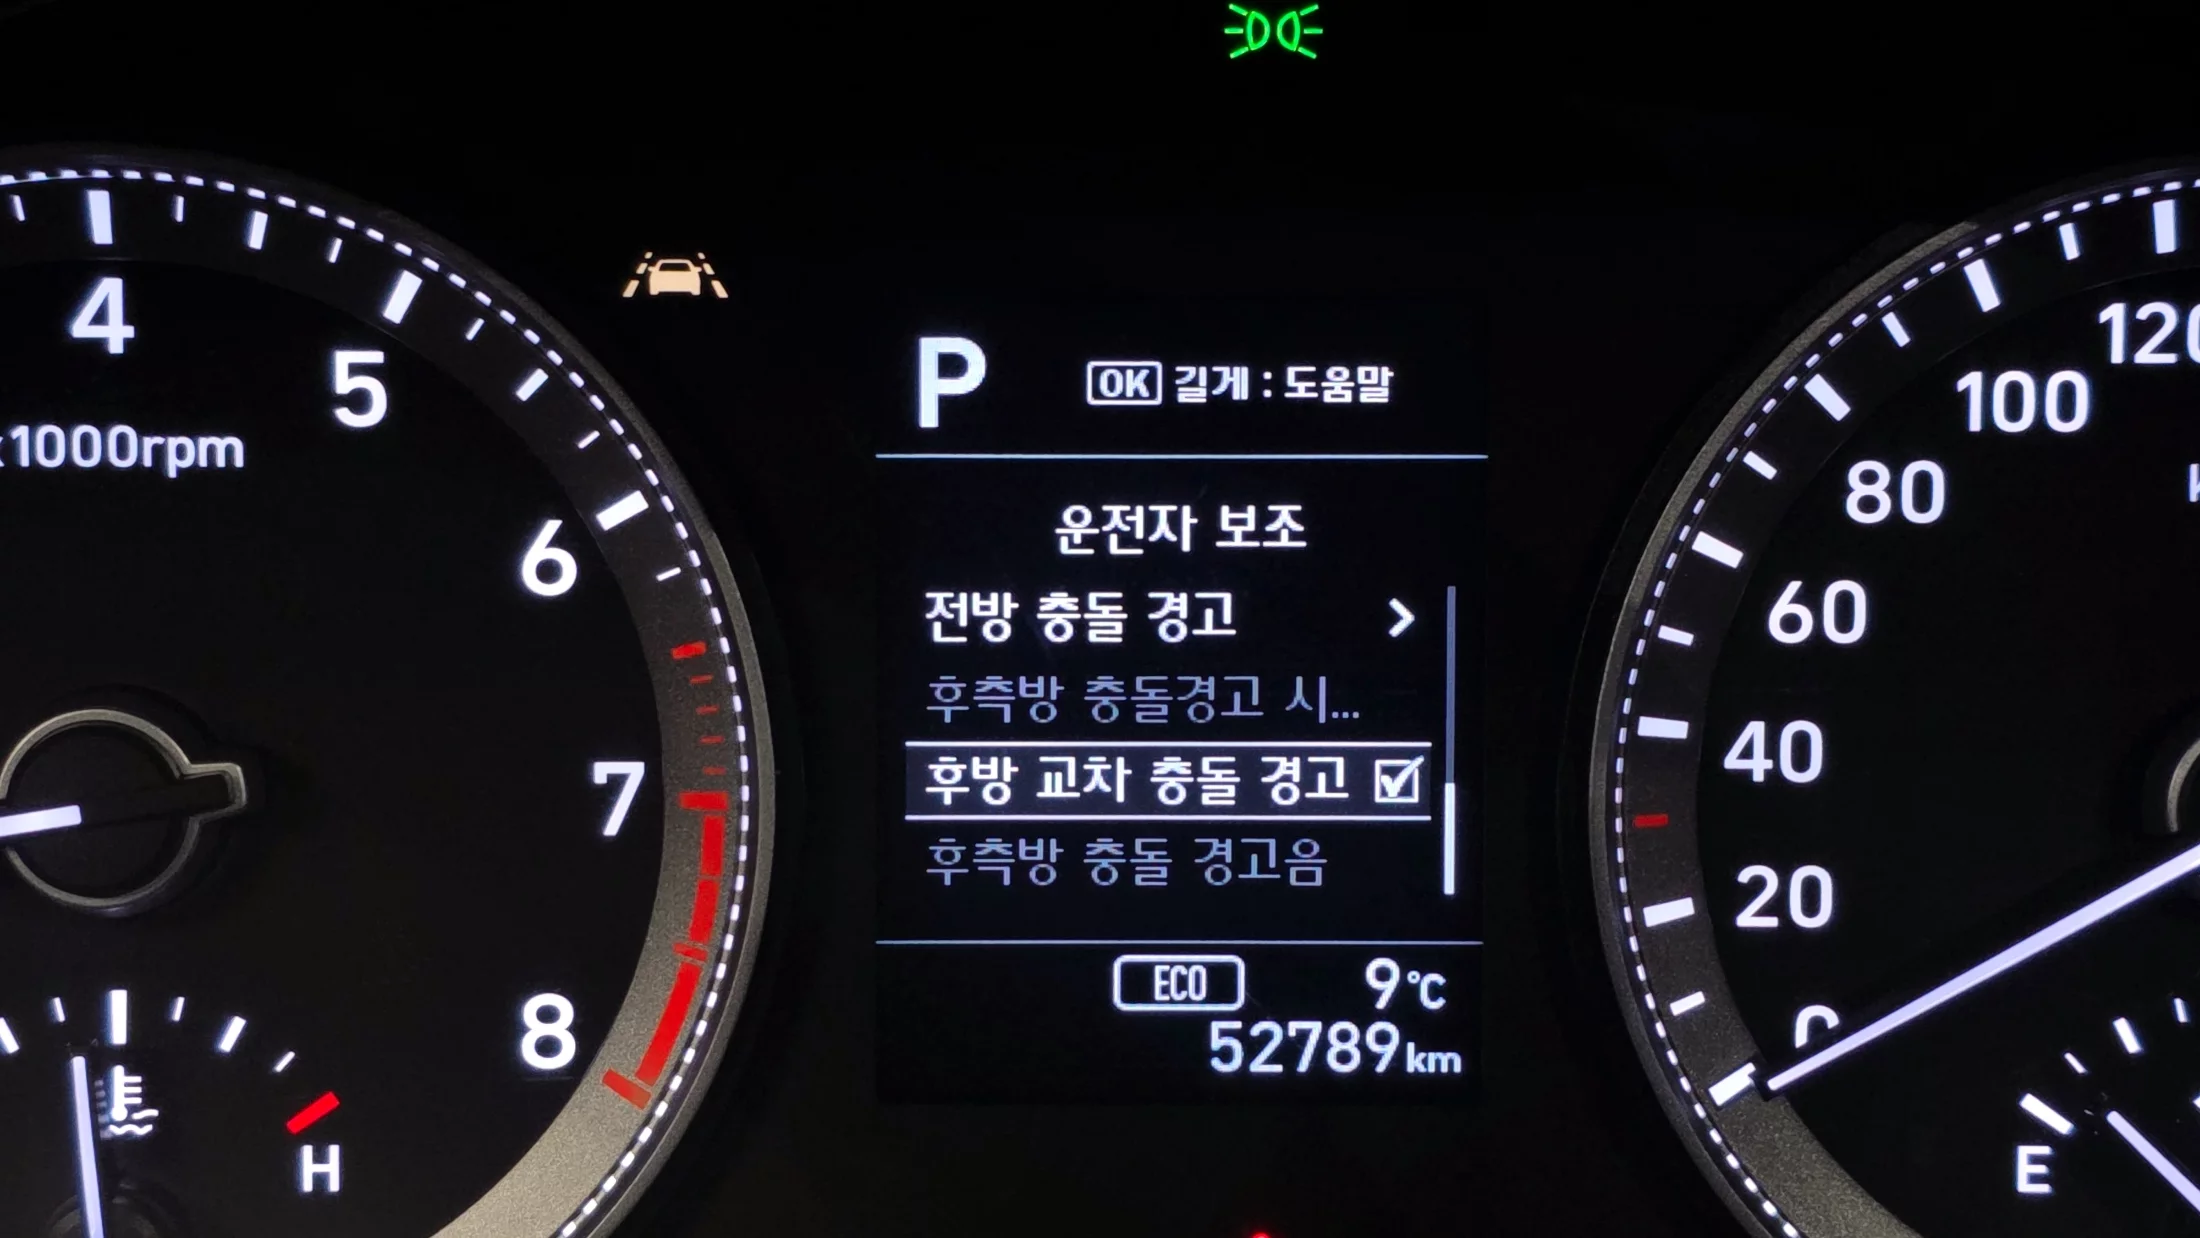 4
5
x1000rpm
6
7
8
H
P
OK 길게 : 도움말
운전자 보조
전방 충돌 경고
후측방 충돌경고 시...
후방 교차 충돌 경고
후측방 충돌 경고음
ECO 9℃
52789km
120
100
80
60
40
20
0
E